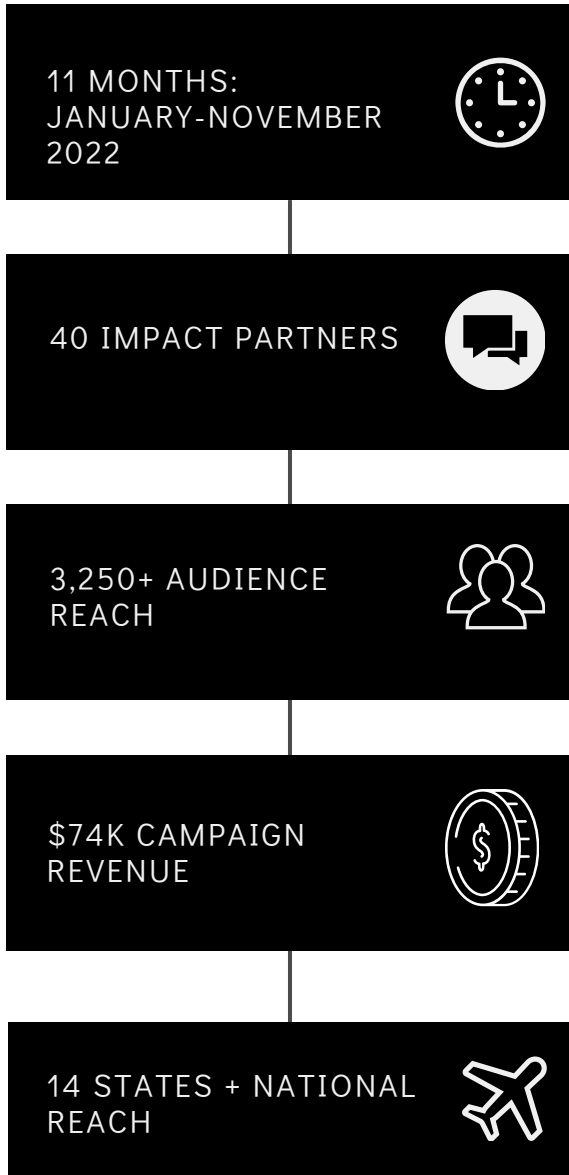 11 MONTHS:
JANUARY-NOVEMBER
2022
40 IMPACT PARTNERS
3,250+ AUDIENCE
REACH
$74K CAMPAIGN
REVENUE
$
14 STATES + NATIONAL
REACH